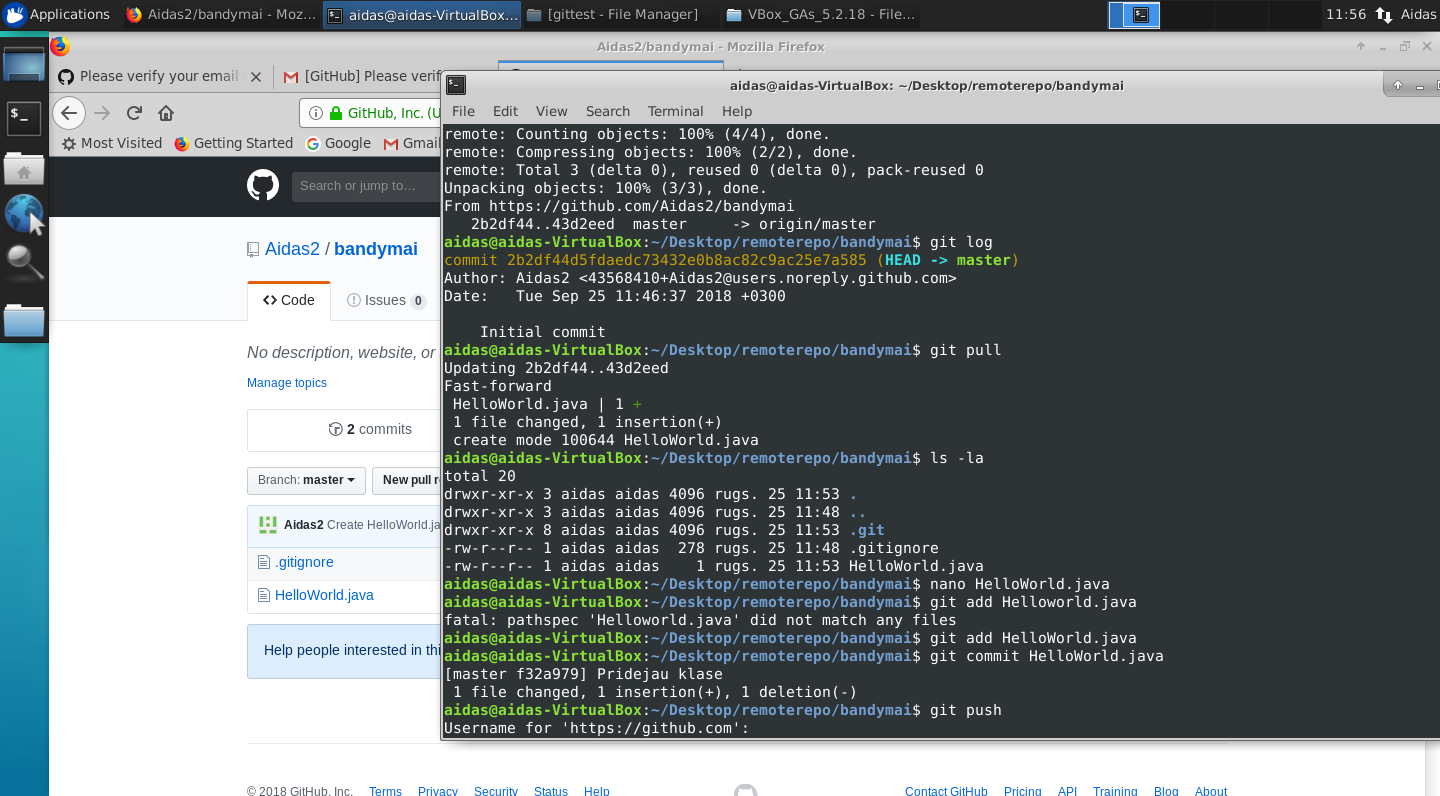 Applications
Aidas2/bandymai - Moz...
aidas@aidas-VirtualBox...
[gittest - File Manager]
VBox_GAs_5.2.18 - File...
11:56
Aidas
Aidas2/bandymai - Mozilla Firefox
Please verify your email
[GitHub] Please verif
GitHub, Inc. (U
Most Visited
Getting Started
Google
Gmail
Search or jump to…
Aidas2 / bandymai
Code
Issues 0
No description, website, or
Manage topics
2 commits
Branch: master
New pull r
Aidas2 Create HelloWorld.ja
.gitignore
HelloWorld.java
Help people interested in thi
© 2018 GitHub, Inc.
Terms
Privacy
Security
Status
Help
Contact GitHub
Pricing
API
Training
Blog
About
aidas@aidas-VirtualBox: ~/Desktop/remoterepo/bandymai
File Edit View Search Terminal Help
remote: Counting objects: 100% (4/4), done.
remote: Compressing objects: 100% (2/2), done.
remote: Total 3 (delta 0), reused 0 (delta 0), pack-reused 0
Unpacking objects: 100% (3/3), done.
From https://github.com/Aidas2/bandymai
   2b2df44..43d2eed  master     -> origin/master
aidas@aidas-VirtualBox:~/Desktop/remoterepo/bandymai$ git log
commit 2b2df44d5fdaedc73432e0b8ac82c9ac25e7a585 (HEAD -> master)
Author: Aidas2 <43568410+Aidas2@users.noreply.github.com>
Date:   Tue Sep 25 11:46:37 2018 +0300
    Initial commit
aidas@aidas-VirtualBox:~/Desktop/remoterepo/bandymai$ git pull
Updating 2b2df44..43d2eed
Fast-forward
 HelloWorld.java | 1 +
 1 file changed, 1 insertion(+)
 create mode 100644 HelloWorld.java
aidas@aidas-VirtualBox:~/Desktop/remoterepo/bandymai$ ls -la
total 20
drwxr-xr-x 3 aidas aidas 4096 rugs. 25 11:53 .
drwxr-xr-x 3 aidas aidas 4096 rugs. 25 11:48 ..
drwxr-xr-x 8 aidas aidas 4096 rugs. 25 11:53 .git
-rw-r--r-- 1 aidas aidas  278 rugs. 25 11:48 .gitignore
-rw-r--r-- 1 aidas aidas    1 rugs. 25 11:53 HelloWorld.java
aidas@aidas-VirtualBox:~/Desktop/remoterepo/bandymai$ nano HelloWorld.java
aidas@aidas-VirtualBox:~/Desktop/remoterepo/bandymai$ git add Helloworld.java
fatal: pathspec 'Helloworld.java' did not match any files
aidas@aidas-VirtualBox:~/Desktop/remoterepo/bandymai$ git add HelloWorld.java
aidas@aidas-VirtualBox:~/Desktop/remoterepo/bandymai$ git commit HelloWorld.java
[master f32a979] Pridejau klase
 1 file changed, 1 insertion(+), 1 deletion(-)
aidas@aidas-VirtualBox:~/Desktop/remoterepo/bandymai$ git push
Username for 'https://github.com':